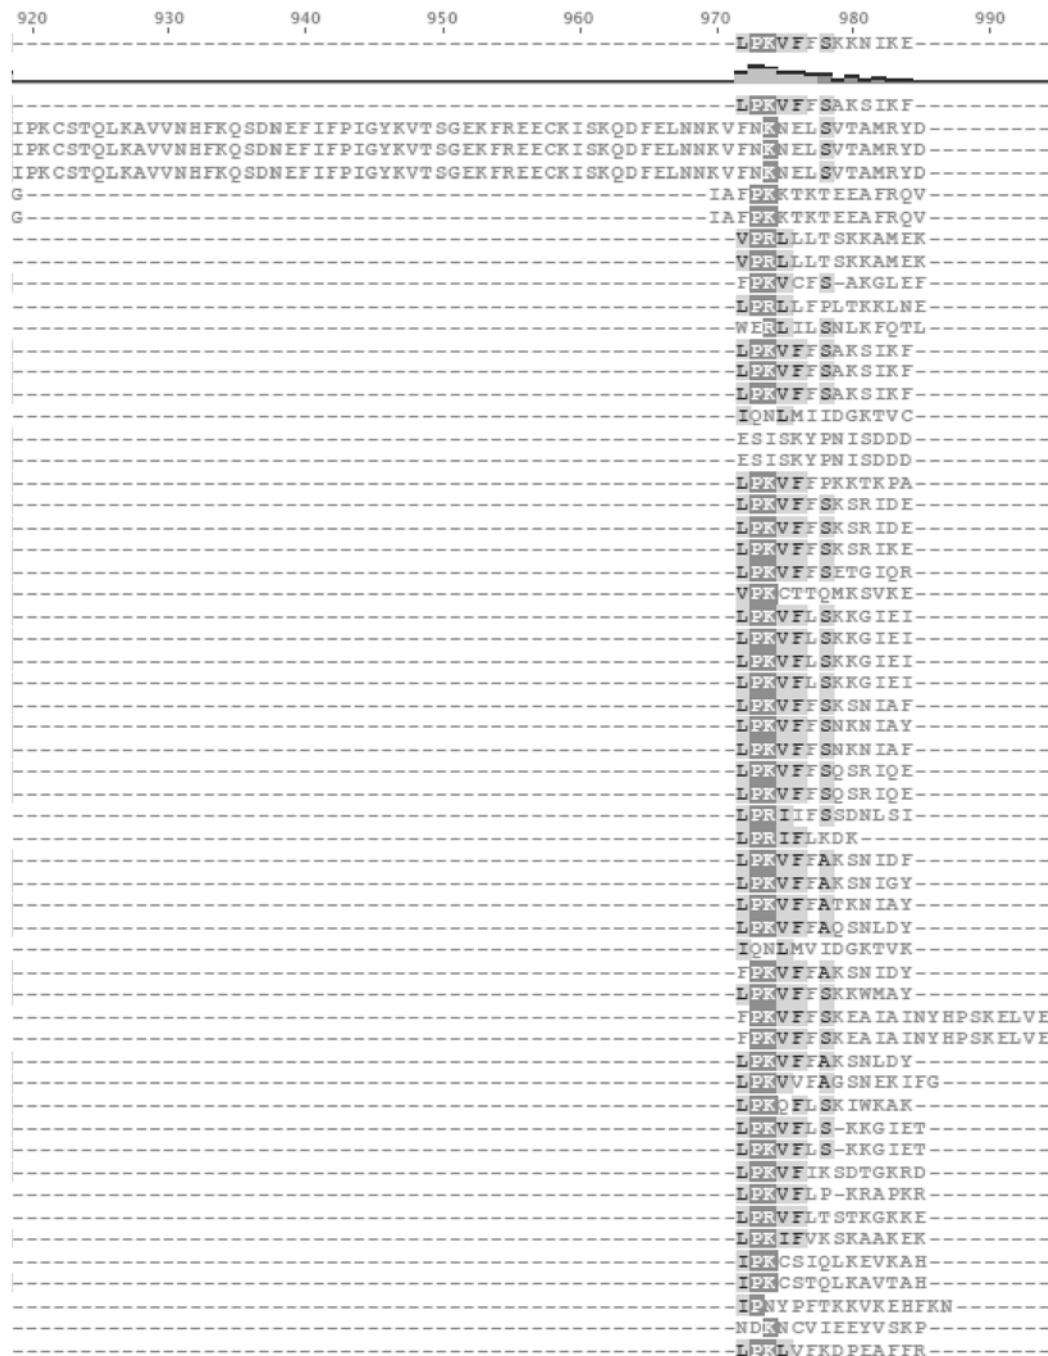 920 930 940 950 960 970 980 990
LPKVFFSKKNIKE
LPKVFFSAKSIKF
IPKCSTQLKAVVNHFKQSDNEFIFPIGYKVTSGEKFREECKISKQDFELNNKVFNKNELSVTAMRYD
IPKCSTQLKAVVNHFKQSDNEFIFPIGYKVTSGEKFREECKISKQDFELNNKVFNKNELSVTAMRYD
IPKCSTQLKAVVNHFKQSDNEFIFPIGYKVTSGEKFREECKISKQDFELNNKVFNKNELSVTAMRYD
G IAFPKKTKTEEAFRQV
G IAFPKKTKTEEAFRQV
VPRLLLTSKKAMEK
VPRLLLTSKKAMEK
FPKVCFS-AKGLEF
LPRLLFPLTKKLNE
WERLILSNLKFQTL
LPKVFFSAKSIKF
LPKVFFSAKSIKF
LPKVFFSAKSIKF
IQNLMIIDGKTVC
ESISKYPNISDDD
ESISKYPNISDDD
LPKVFFPKKTKPA
LPKVFFSKSRIDE
LPKVFFSKSRIDE
LPKVFFSKSRIKE
LPKVFFSETGIQR
VPKCTTQMKSVKE
LPKVFLSKKGIEI
LPKVFLSKKGIEI
LPKVFLSKKGIEI
LPKVFLSKKGIEI
LPKVFFSKSNIAF
LPKVFFSNKNIAY
LPKVFFSNKNIAF
LPKVFFSQSRIQE
LPKVFFSQSRIQE
LPRIIFSSDNLSI
LPRIFLKDK
LPKVFFAKSNIDF
LPKVFFAKSNIGY
LPKVFFATKNIAY
LPKVFFAQSNLDY
IQNLMVIDGKTVK
FPKVFFAKSNIDY
LPKVFFSKKWMAY
FPKVFFSKEAIAINYHPSKELVE
FPKVFFSKEAIAINYHPSKELVE
LPKVFFAKSNLDY
LPKVVFAGSNEKIFG
LPKQFLSKIWKAK
LPKVFLS-KKGIET
LPKVFLS-KKGIET
LPKVFIKSDTGKRD
LPKVFLP-KRAPKR
LPRVFLTSTKGKKE
LPKIFVKSKAAKEK
IPKCSIQLKEVKAH
IPKCSTQLKAVTAH
IPNYPFTKKVKEHFKN
NDKNCVIEEYVSKP
LPKLVFKDPEAFFR